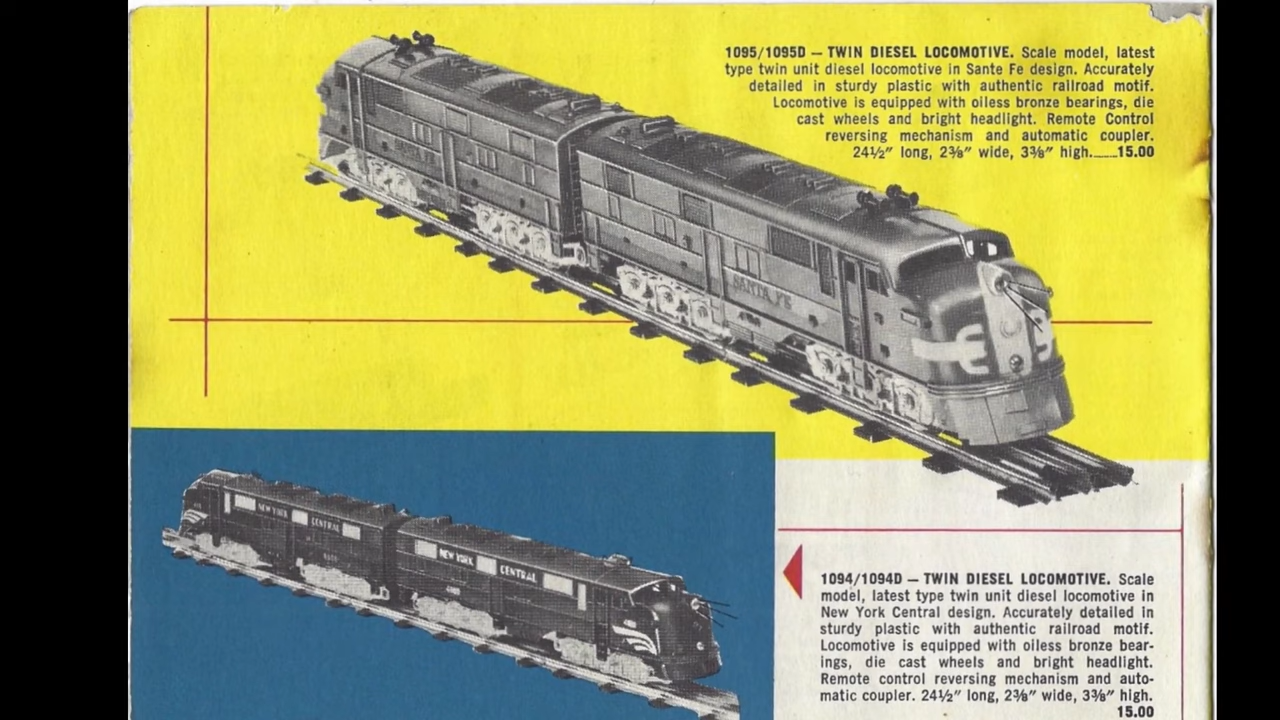 1095/1095D — TWIN DIESEL LOCOMOTIVE. Scale model, latest
type twin unit diesel locomotive in Sante Fe design. Accurately
detailed in sturdy plastic with authentic railroad motif.
Locomotive is equipped with oiless bronze bearings, die
cast wheels and bright headlight. Remote Control
reversing mechanism and automatic coupler.
24½″ long, 2⅜″ wide, 3⅜″ high.......15.00
SANTA FE
NEW YORK CENTRAL
NEW YORK CENTRAL
1094/1094D — TWIN DIESEL LOCOMOTIVE. Scale
model, latest type twin unit diesel locomotive in
New York Central design. Accurately detailed in
sturdy plastic with authentic railroad motif.
Locomotive is equipped with oiless bronze bear-
ings, die cast wheels and bright headlight.
Remote control reversing mechanism and auto-
matic coupler. 24½″ long, 2⅜″ wide, 3⅜″ high.
15.00